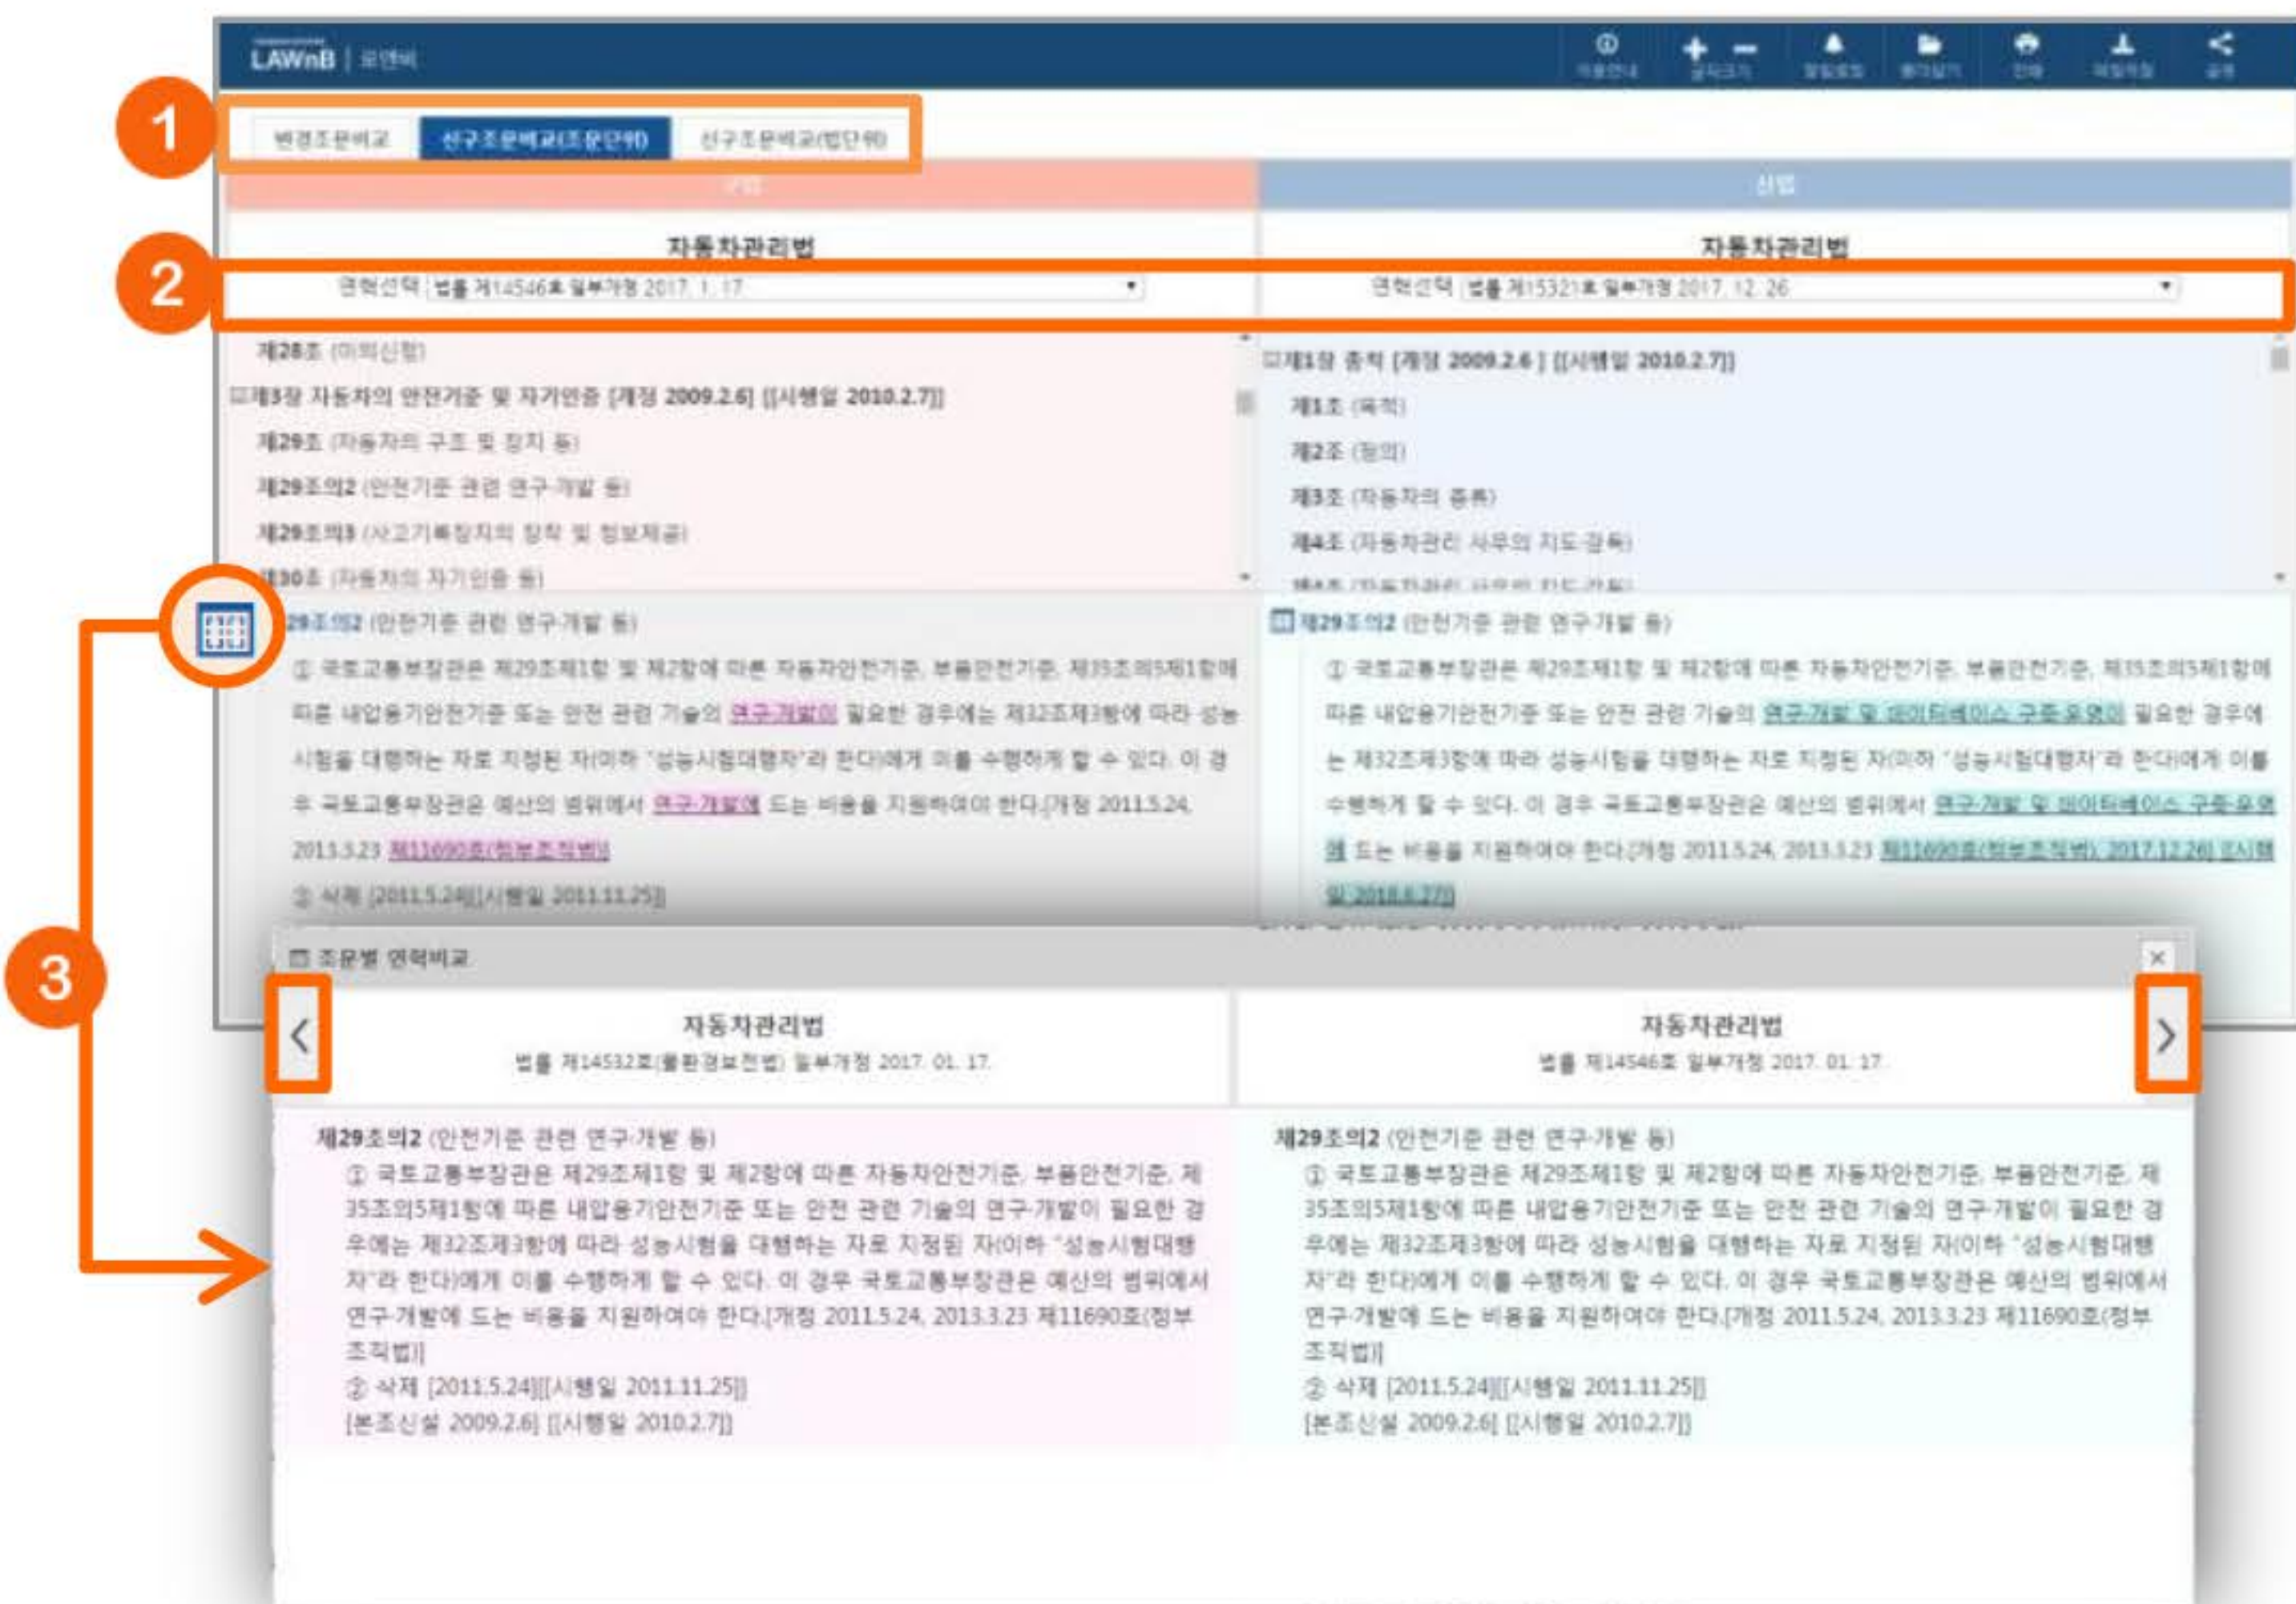 LAWnB | 로앤비
이용안내
글자크기
인쇄
공유
1
변경조문비교
신구조문비교(조문단위)
신구조문비교(법단위)
구법
신법
자동차관리법
자동차관리법
2
연혁선택 법률 제14546호 일부개정 2017. 1. 17.
연혁선택 법률 제15321호 일부개정 2017. 12. 26
제28조
제3장 자동차의 안전기준 및 자기인증 [개정 2009.2.6] [[시행일 2010.2.7]]
제29조 (자동차의 구조 및 장치 등)
제29조의2 (안전기준 관련 연구·개발 등)
제29조의3 (사고기록장치의 장착 및 정보제공)
제30조 (자동차의 자기인증 등)
제1장 총칙 [개정 2009.2.6 ] [[시행일 2010.2.7]]
제1조 (목적)
제2조 (정의)
제3조 (자동차의 종류)
제4조 (자동차관리 사무의 지도·감독)
29조의2 (안전기준 관련 연구·개발 등)
① 국토교통부장관은 제29조제1항 및 제2항에 따른 자동차안전기준, 부품안전기준, 제35조의5제1항에
따른 내압용기안전기준 또는 안전 관련 기술의 연구·개발이 필요한 경우에는 제32조제3항에 따라 성능
시험을 대행하는 자로 지정된 자(이하 "성능시험대행자"라 한다)에게 이를 수행하게 할 수 있다. 이 경
우 국토교통부장관은 예산의 범위에서 연구·개발에 드는 비용을 지원하여야 한다.[개정 2011.5.24,
2013.3.23 제11690호(정부조직법)]
② 삭제 [2011.5.24][[시행일 2011.11.25]]
제29조의2 (안전기준 관련 연구·개발 등)
① 국토교통부장관은 제29조제1항 및 제2항에 따른 자동차안전기준, 부품안전기준, 제35조의5제1항에
따른 내압용기안전기준 또는 안전 관련 기술의 연구·개발 및 데이터베이스 구축·운영이 필요한 경우에
는 제32조제3항에 따라 성능시험을 대행하는 자로 지정된 자(이하 "성능시험대행자"라 한다)에게 이를
수행하게 할 수 있다. 이 경우 국토교통부장관은 예산의 범위에서 연구·개발 및 데이터베이스 구축·운영
에 드는 비용을 지원하여야 한다.[개정 2011.5.24, 2013.3.23 제11690호(정부조직법), 2017.12.26] [[시행
일 2018.6.27]]
3
조문별 연혁비교
자동차관리법
법률 제14532호(물환경보전법) 일부개정 2017. 01. 17.
자동차관리법
법률 제14546호 일부개정 2017. 01. 17.
제29조의2 (안전기준 관련 연구·개발 등)
① 국토교통부장관은 제29조제1항 및 제2항에 따른 자동차안전기준, 부품안전기준, 제
35조의5제1항에 따른 내압용기안전기준 또는 안전 관련 기술의 연구·개발이 필요한 경
우에는 제32조제3항에 따라 성능시험을 대행하는 자로 지정된 자(이하 "성능시험대행
자"라 한다)에게 이를 수행하게 할 수 있다. 이 경우 국토교통부장관은 예산의 범위에서
연구·개발에 드는 비용을 지원하여야 한다.[개정 2011.5.24, 2013.3.23 제11690호(정부
조직법)]
② 삭제 [2011.5.24][[시행일 2011.11.25]]
[본조신설 2009.2.6] [[시행일 2010.2.7]]
제29조의2 (안전기준 관련 연구·개발 등)
① 국토교통부장관은 제29조제1항 및 제2항에 따른 자동차안전기준, 부품안전기준, 제
35조의5제1항에 따른 내압용기안전기준 또는 안전 관련 기술의 연구·개발이 필요한 경
우에는 제32조제3항에 따라 성능시험을 대행하는 자로 지정된 자(이하 "성능시험대행
자"라 한다)에게 이를 수행하게 할 수 있다. 이 경우 국토교통부장관은 예산의 범위에서
연구·개발에 드는 비용을 지원하여야 한다.[개정 2011.5.24, 2013.3.23 제11690호(정부
조직법)]
② 삭제 [2011.5.24][[시행일 2011.11.25]]
[본조신설 2009.2.6] [[시행일 2010.2.7]]